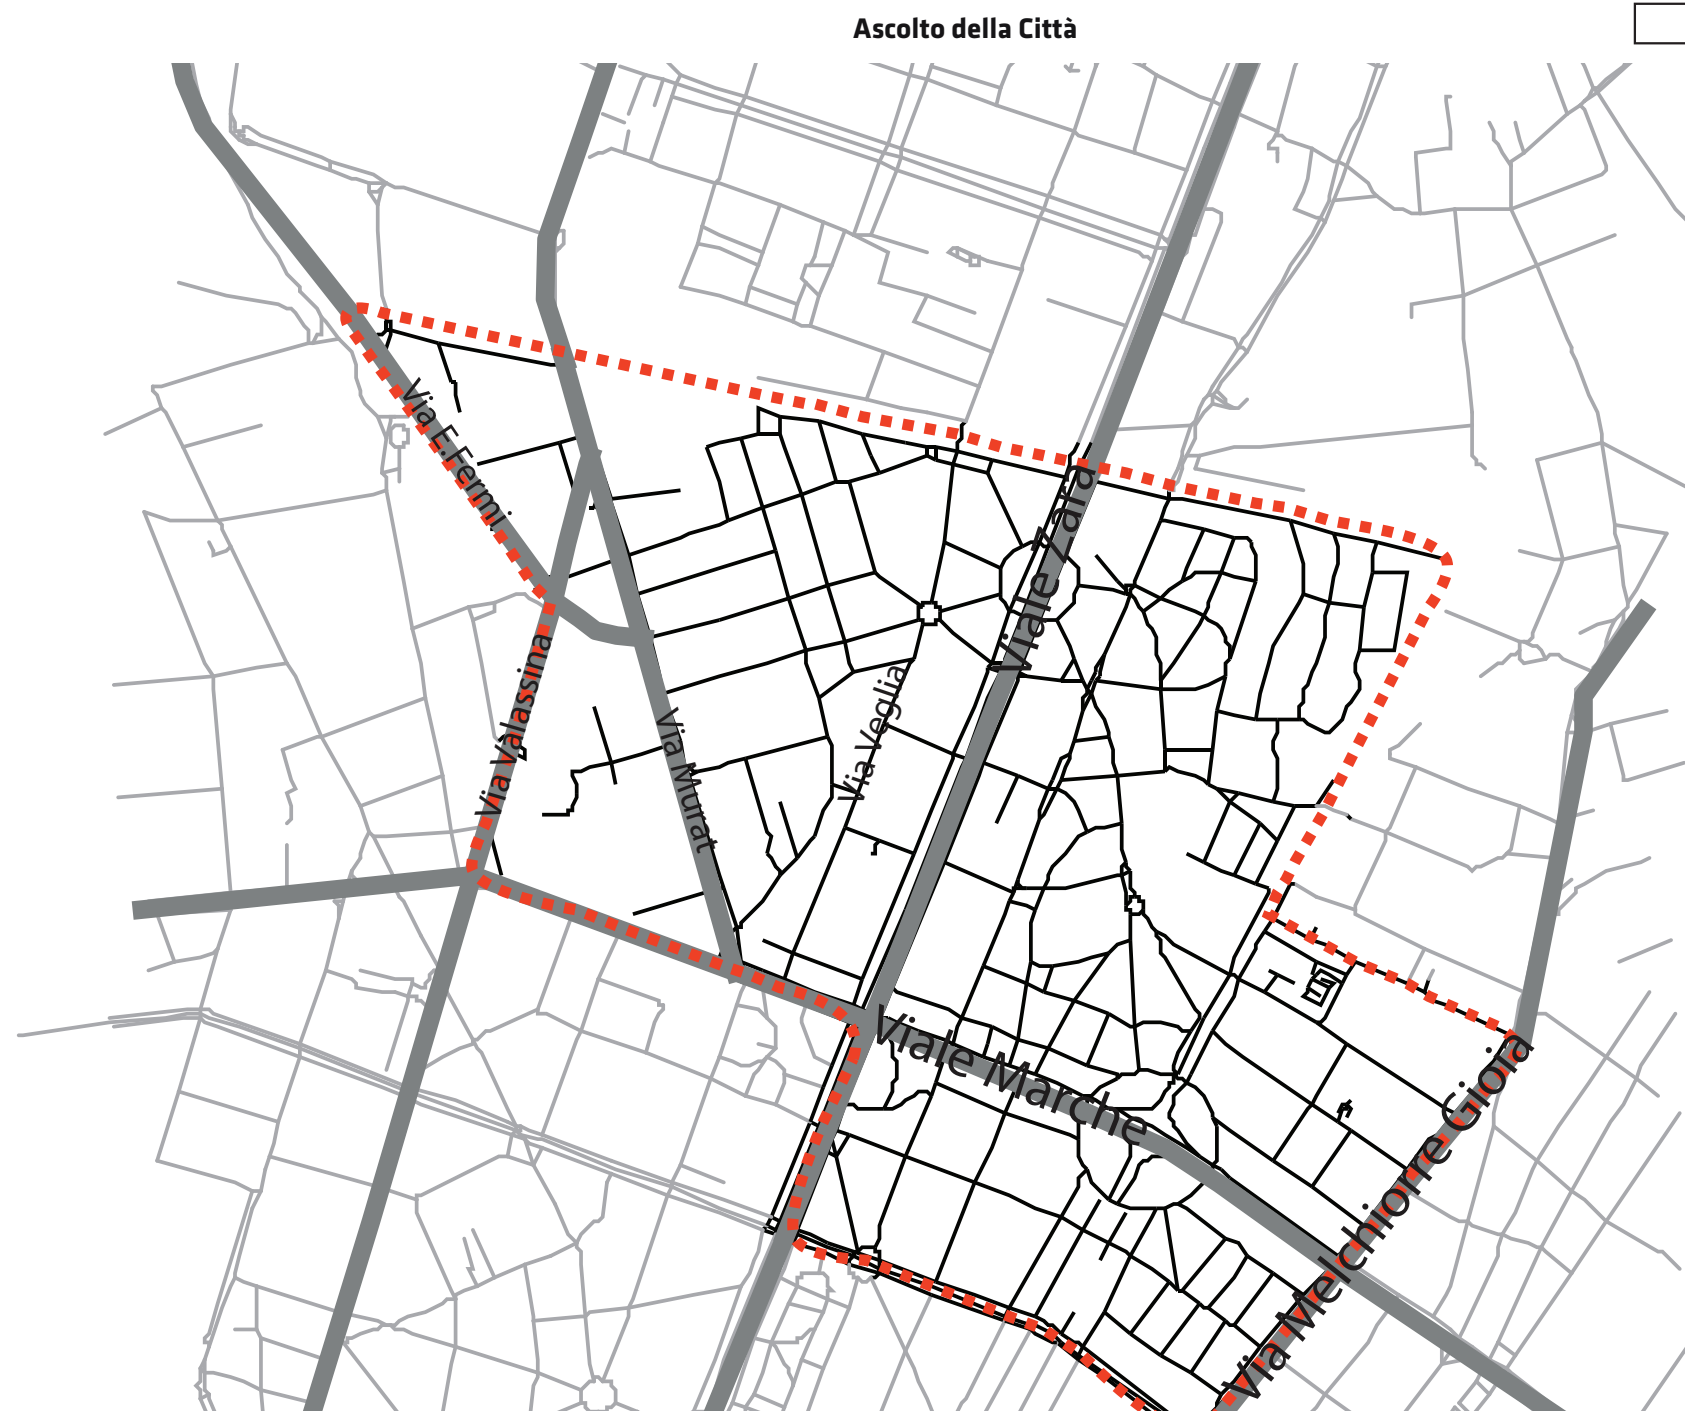 Ascolto della Città
Via E.Fermi
Viale Zara
Via Valassina
Via Veglia
Via Murat
Viale Marche
Via Melchiorre Gioia